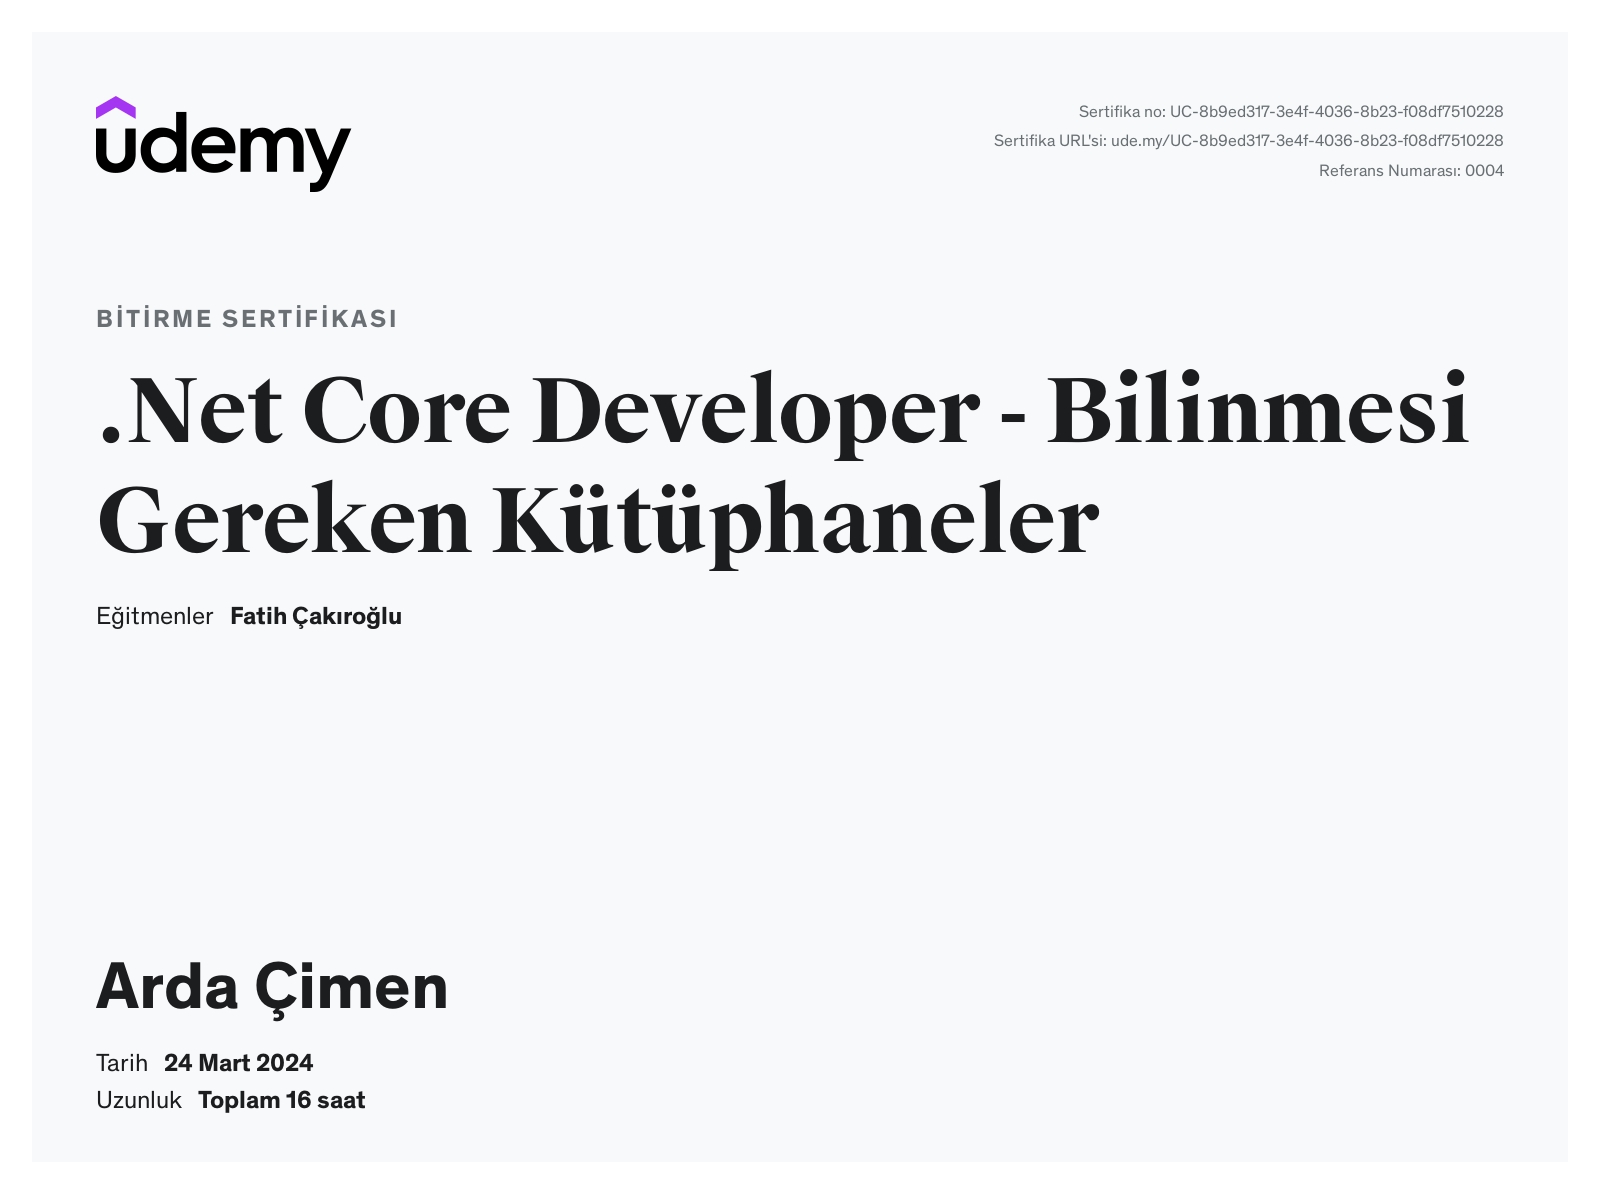 udemy
Sertifika no: UC-8b9ed317-3e4f-4036-8b23-f08df7510228
Sertifika URL'si: ude.my/UC-8b9ed317-3e4f-4036-8b23-f08df7510228
Referans Numarası: 0004
BİTİRME SERTİFİKASI
.Net Core Developer - Bilinmesi
Gereken Kütüphaneler
Eğitmenler Fatih Çakıroğlu
Arda Çimen
Tarih 24 Mart 2024
Uzunluk Toplam 16 saat